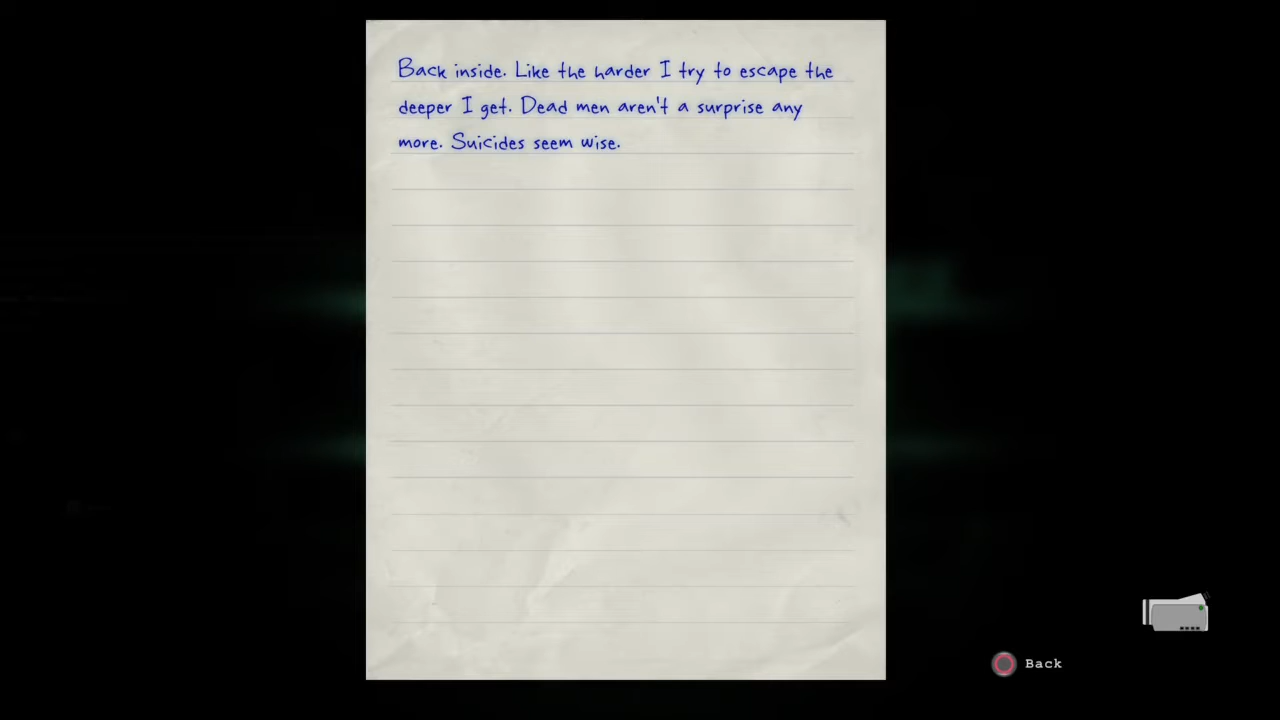 Back inside. Like the harder I try to escape the
deeper I get. Dead men aren't a surprise any
more. Suicides seem wise.
Back